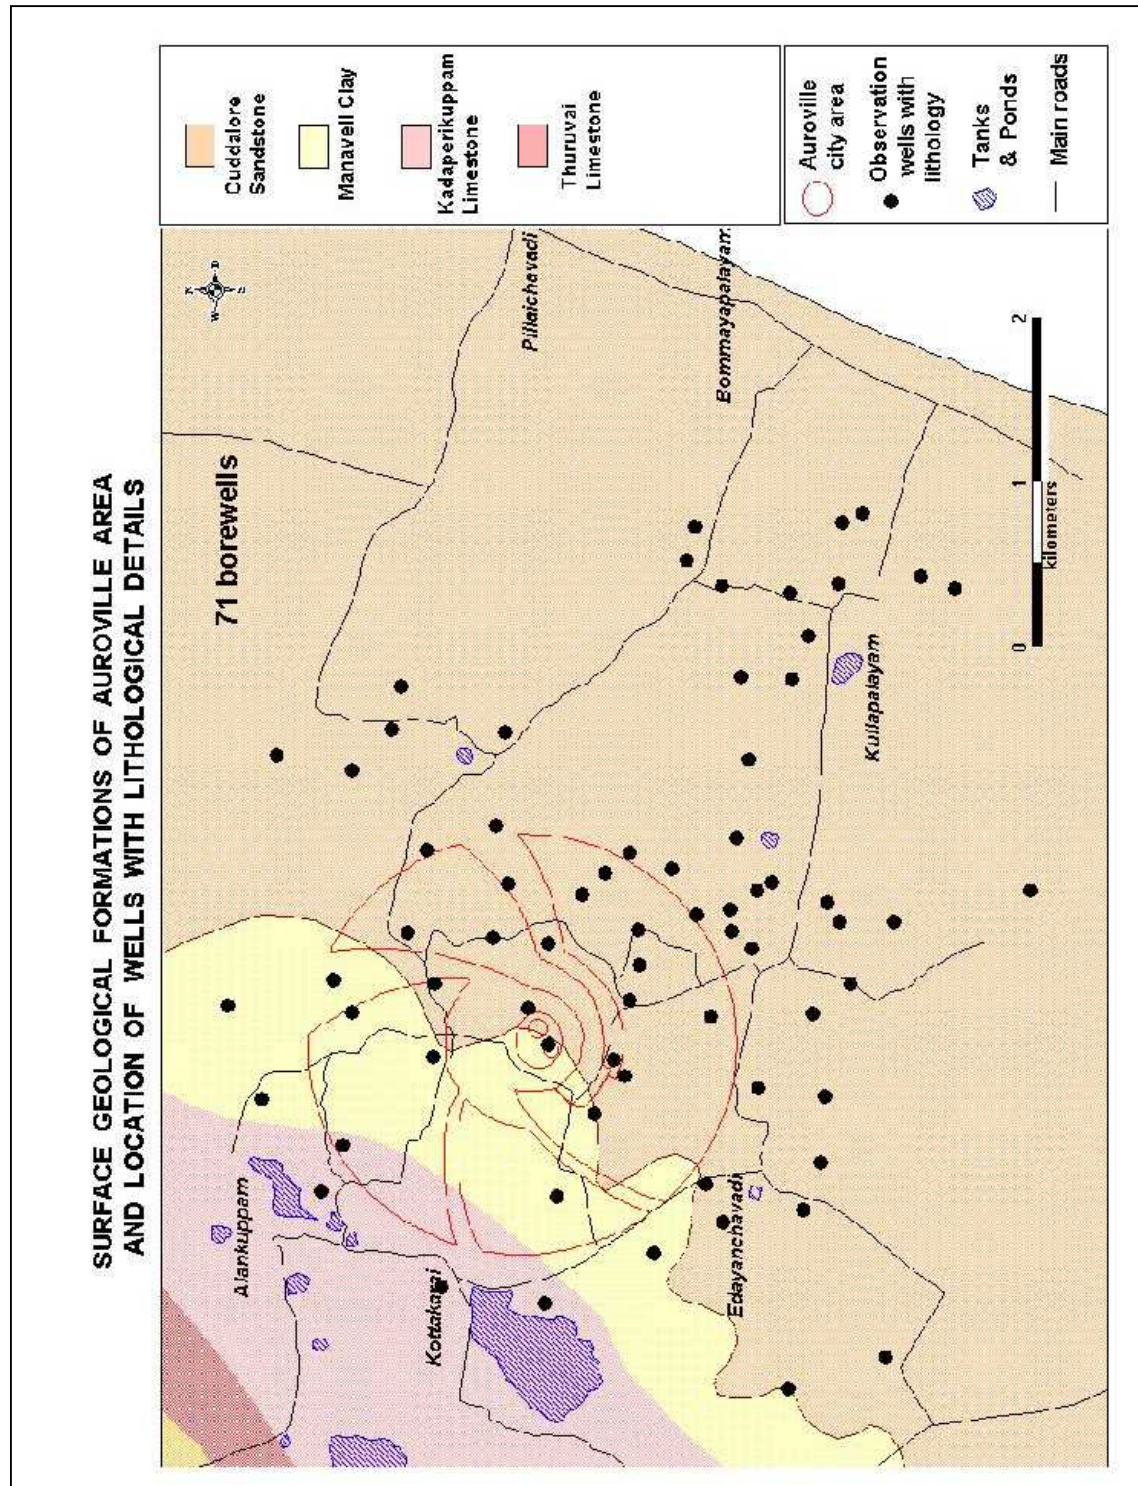 SURFACE GEOLOGICAL FORMATIONS OF AUROVILLE AREA
AND LOCATION OF WELLS WITH LITHOLOGICAL DETAILS
71 borewells
Alankuppam
Kottakarai
Edayanchavadi
Kuilapalayam
Pillaichavadi
Bommayapalayam
N
W
S
0
1
2
kilometers
Cuddalore
Sandstone
Manavell Clay
Kadaperikuppam
Limestone
Thuruvai
Limestone
Auroville
city area
Observation
wells with
lithology
Tanks
& Ponds
Main roads